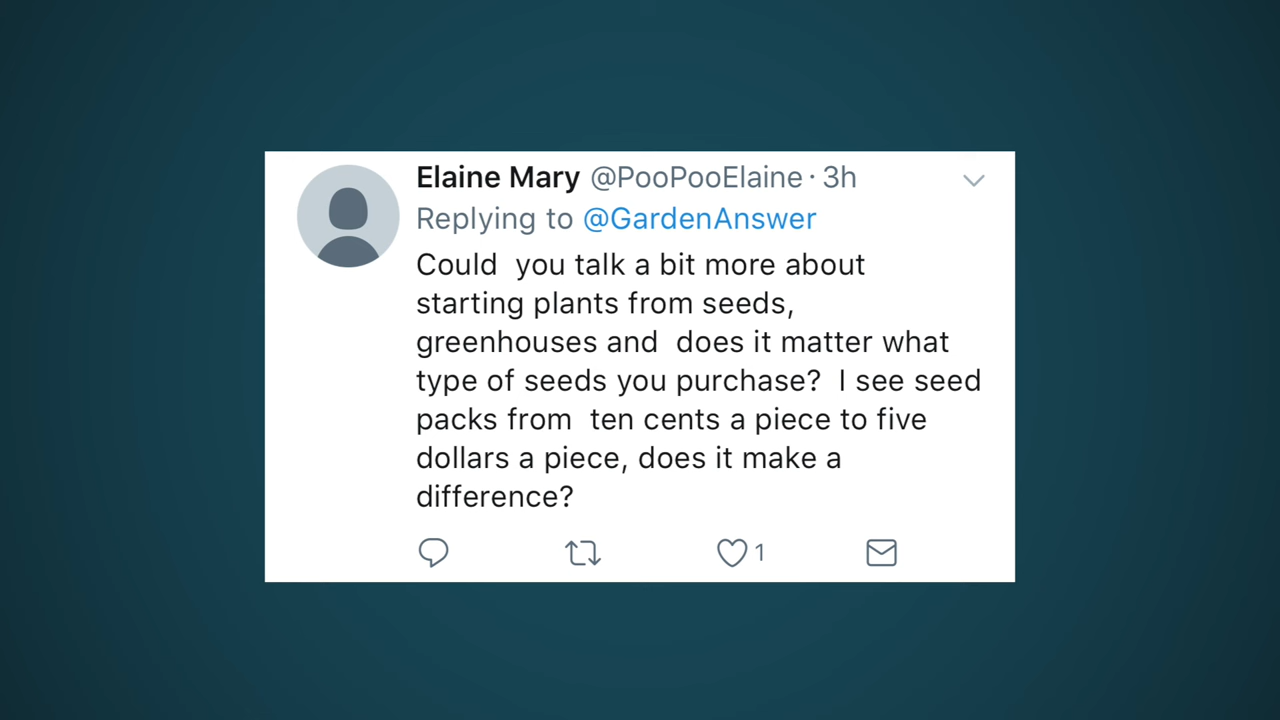 Elaine Mary @PooPooElaine · 3h
Replying to @GardenAnswer
Could  you talk a bit more about
starting plants from seeds,
greenhouses and  does it matter what
type of seeds you purchase?  I see seed
packs from  ten cents a piece to five
dollars a piece, does it make a
difference?
1